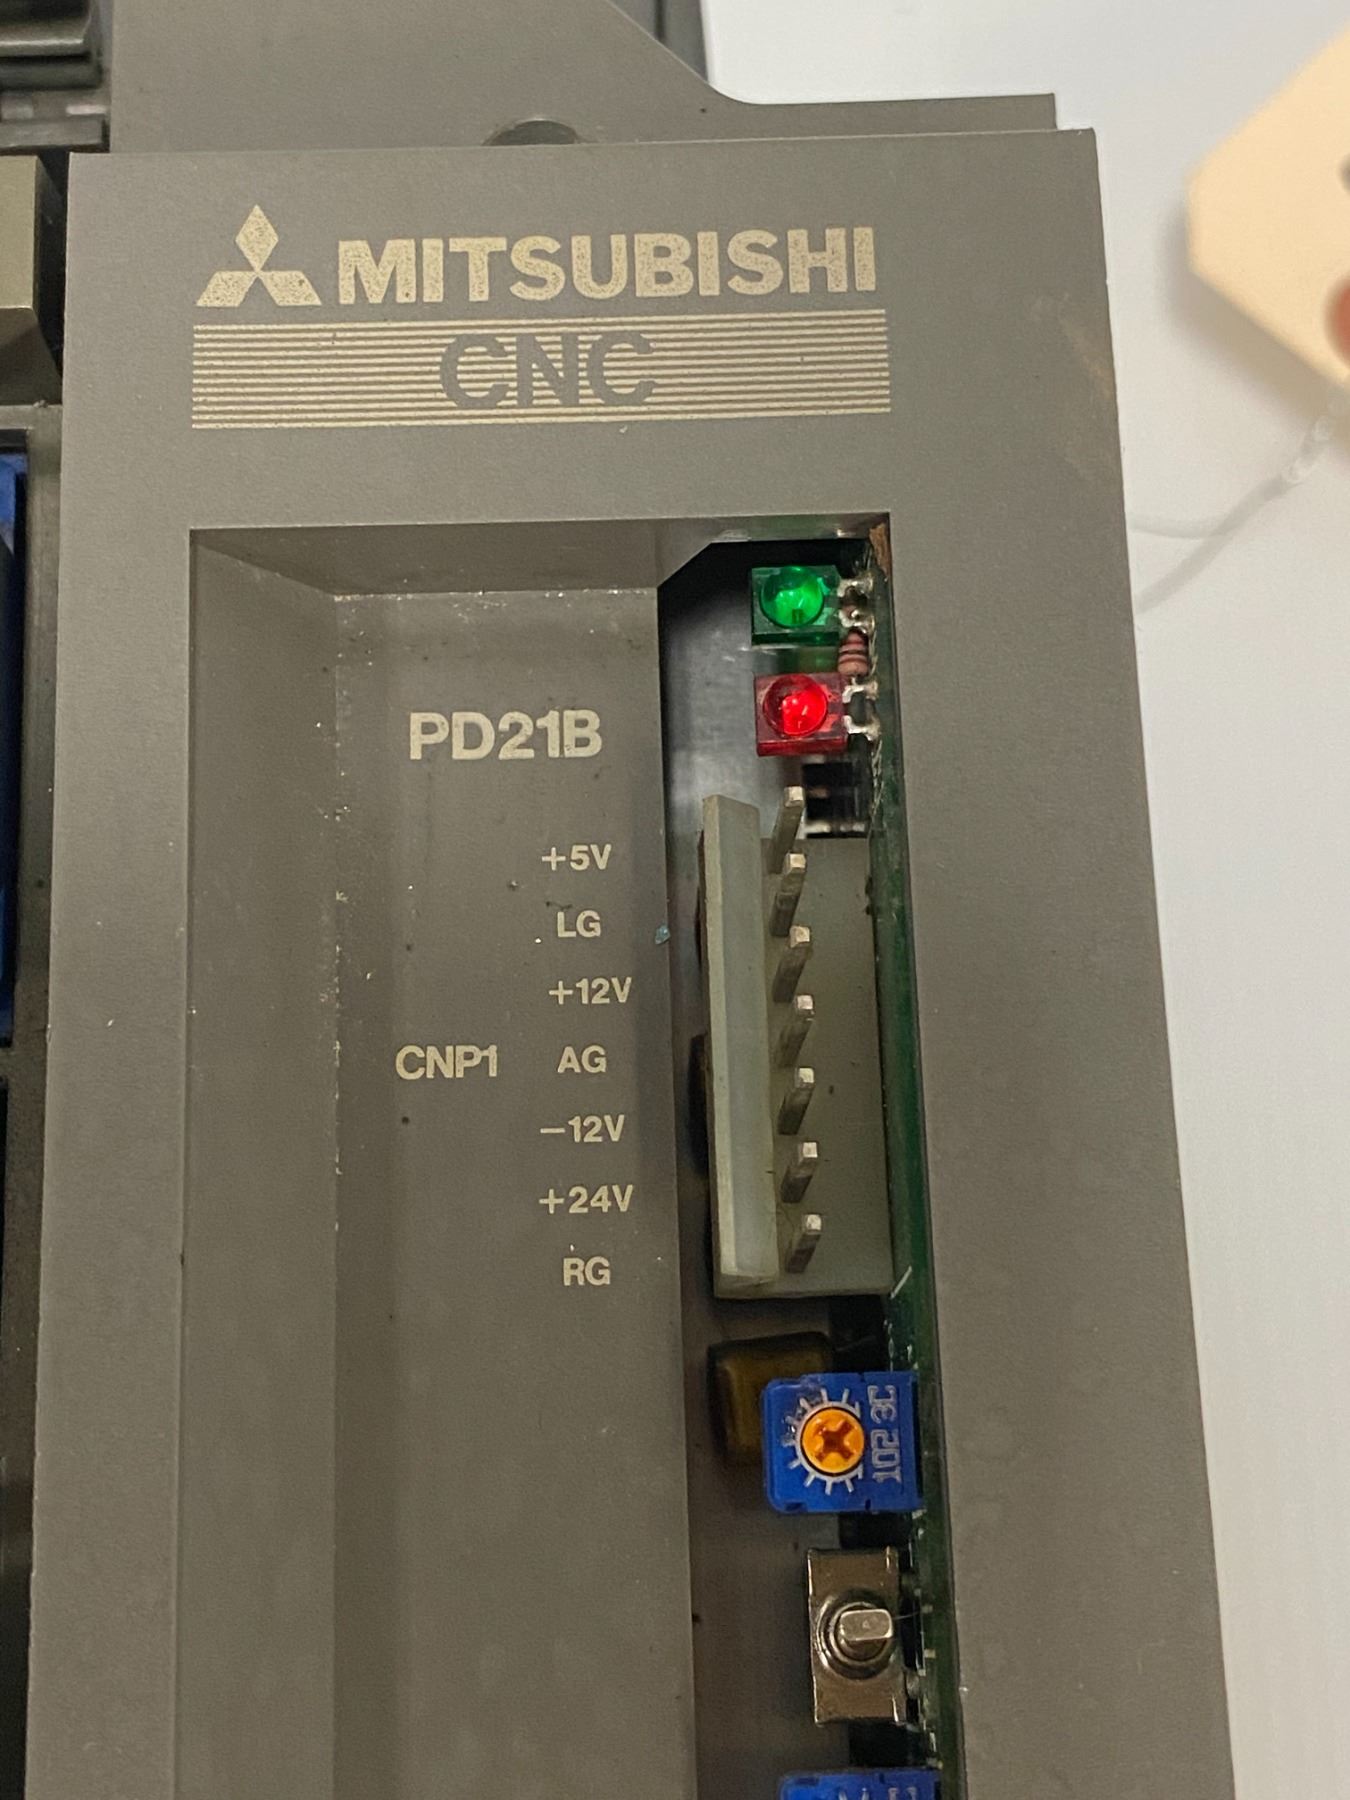 MITSUBISHI
CNC
PD21B
+5V
LG
+12V
CNP1 AG
−12V
+24V
RG
102 3C